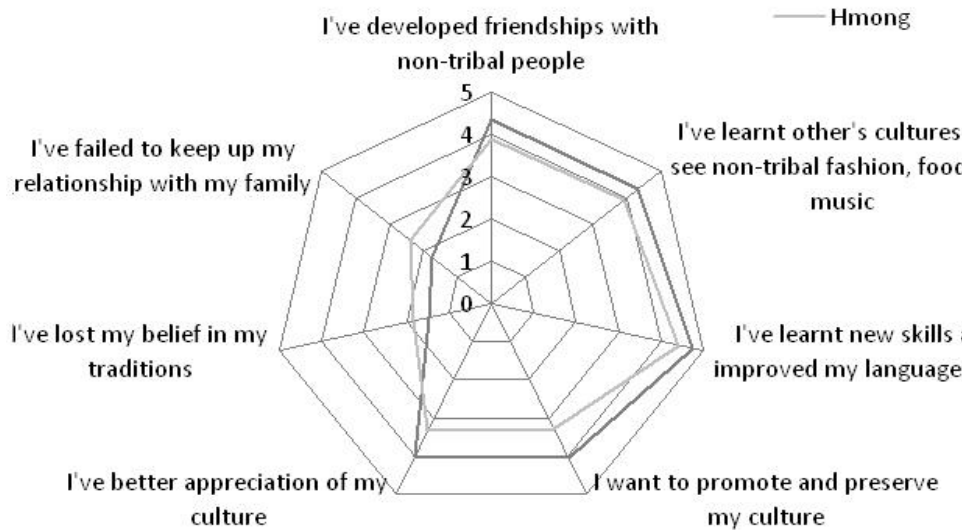 Hmong
I've developed friendships with
non-tribal people
5
4
3
2
1
0
I've learnt other's cultures
see non-tribal fashion, food
music
I've learnt new skills
improved my language
I want to promote and preserve
my culture
I've better appreciation of my
culture
I've lost my belief in my
traditions
I've failed to keep up my
relationship with my family